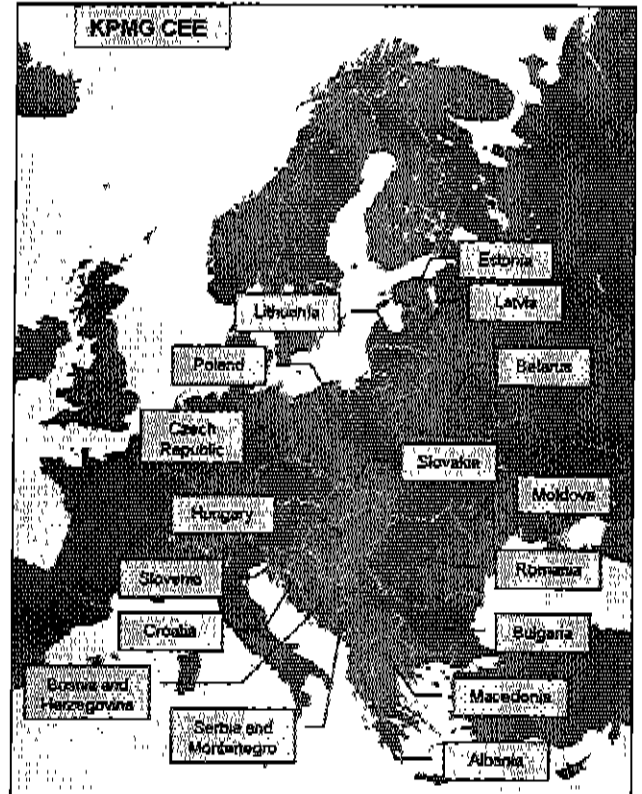 KPMG CEE
Estonia
Latvia
Lithuania
Poland
Belarus
Czech
Republic
Slovakia
Moldova
Hungary
Romania
Slovenia
Croatia
Bulgaria
Bosnia and
Herzegovina
Macedonia
Serbia and
Montenegro
Albania